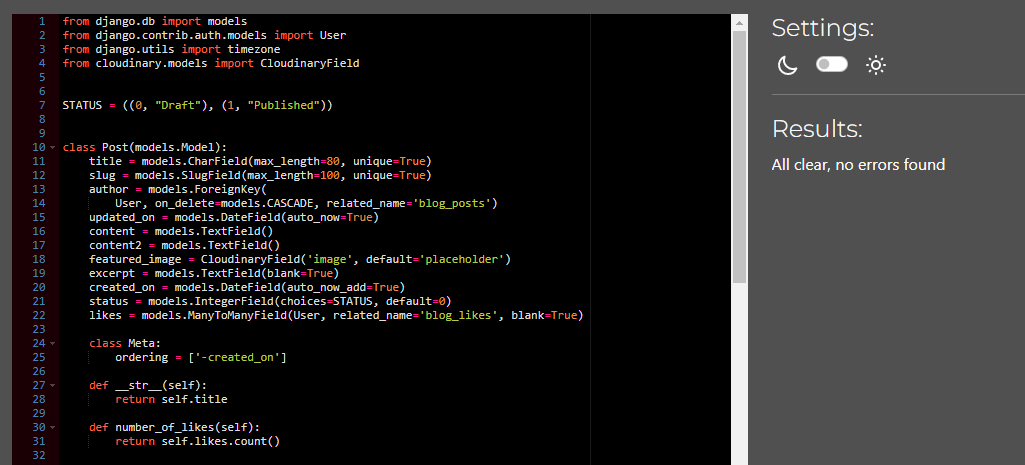 1 from django.db import models
2 from django.contrib.auth.models import User
3 from django.utils import timezone
4 from cloudinary.models import CloudinaryField
5
6
7 STATUS = ((0, "Draft"), (1, "Published"))
8
9
10 class Post(models.Model):
11     title = models.CharField(max_length=80, unique=True)
12     slug = models.SlugField(max_length=100, unique=True)
13     author = models.ForeignKey(
14         User, on_delete=models.CASCADE, related_name='blog_posts')
15     updated_on = models.DateField(auto_now=True)
16     content = models.TextField()
17     content2 = models.TextField()
18     featured_image = CloudinaryField('image', default='placeholder')
19     excerpt = models.TextField(blank=True)
20     created_on = models.DateField(auto_now_add=True)
21     status = models.IntegerField(choices=STATUS, default=0)
22     likes = models.ManyToManyField(User, related_name='blog_likes', blank=True)
23
24     class Meta:
25         ordering = ['-created_on']
26
27     def __str__(self):
28         return self.title
29
30     def number_of_likes(self):
31         return self.likes.count()
32
Settings:
Results:
All clear, no errors found